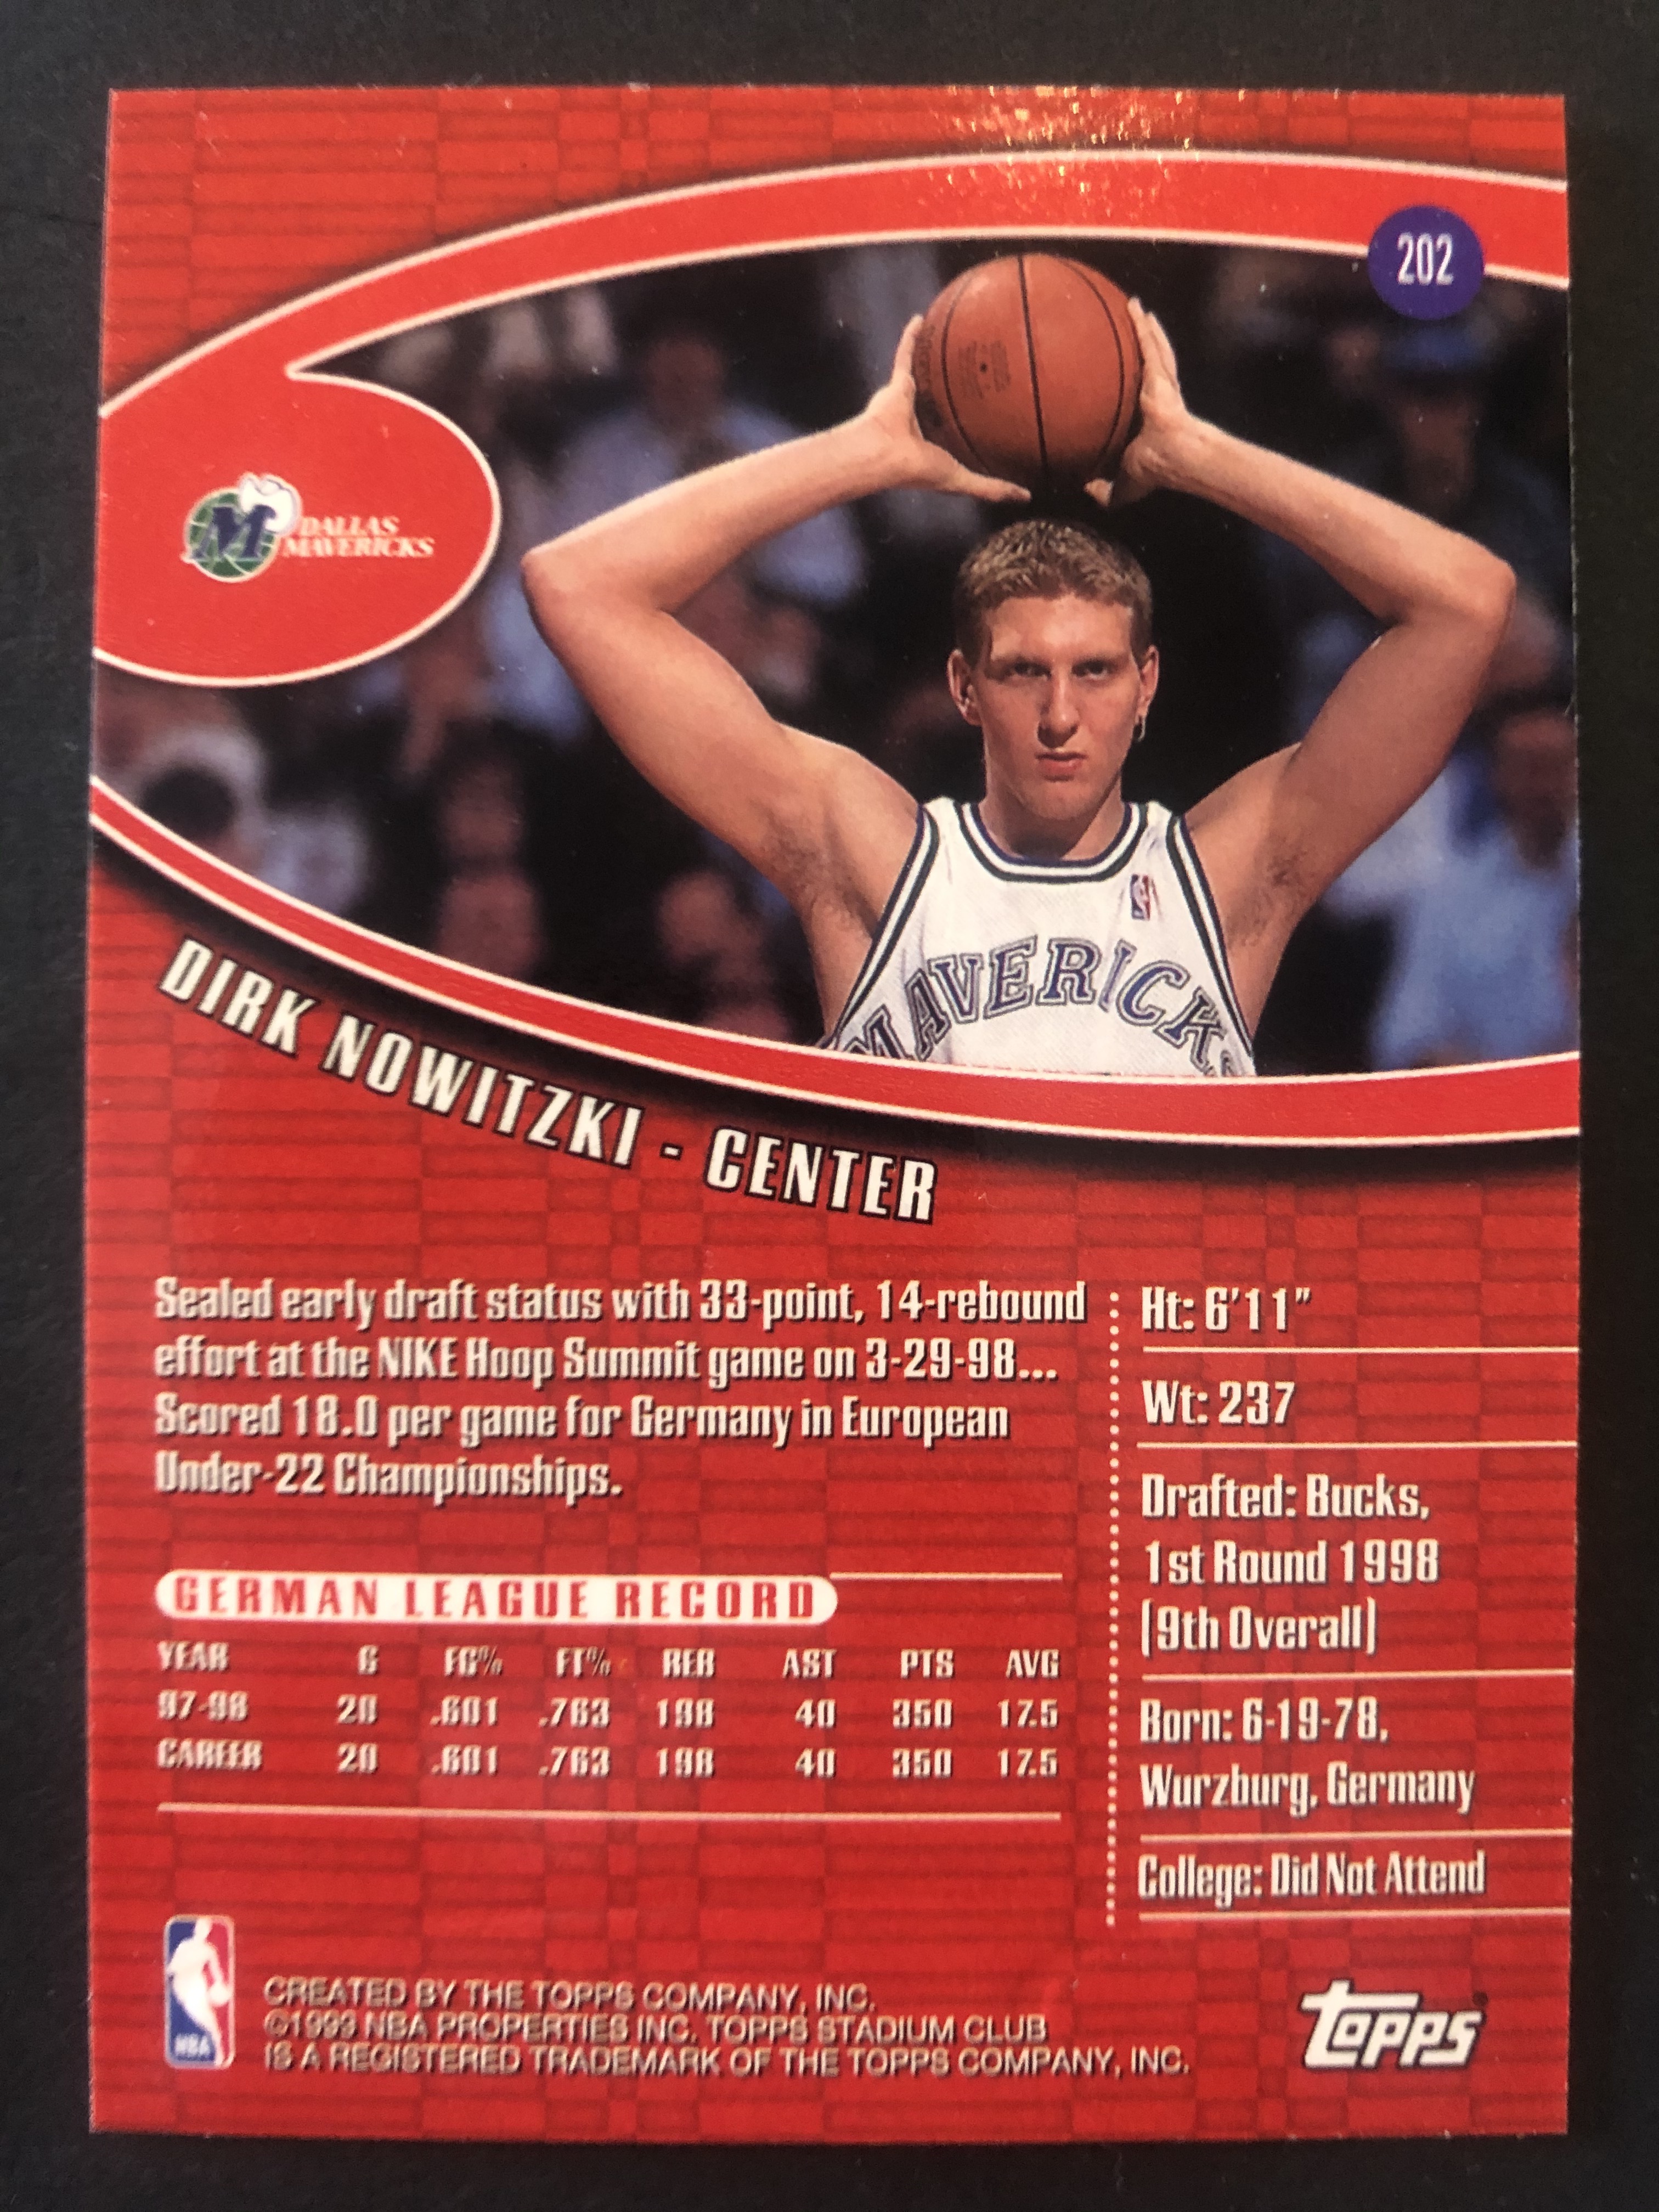 202
DALLAS
MAVERICKS
MAVERICKS
DIRK NOWITZKI - CENTER
Sealed early draft status with 33-point, 14-rebound
effort at the NIKE Hoop Summit game on 3-29-98...
Scored 18.0 per game for Germany in European
Under-22 Championships.
GERMAN LEAGUE RECORD
YEAR G FG% FT% REB AST PTS AVG
97-98 20 .601 .763 198 40 350 17.5
CAREER 20 .601 .763 198 40 350 17.5
Ht: 6'11"
Wt: 237
Drafted: Bucks,
1st Round 1998
(9th Overall)
Born: 6-19-78,
Wurzburg, Germany
College: Did Not Attend
NBA
CREATED BY THE TOPPS COMPANY, INC.
©1999 NBA PROPERTIES INC. TOPPS STADIUM CLUB
IS A REGISTERED TRADEMARK OF THE TOPPS COMPANY, INC.
TOPPS®